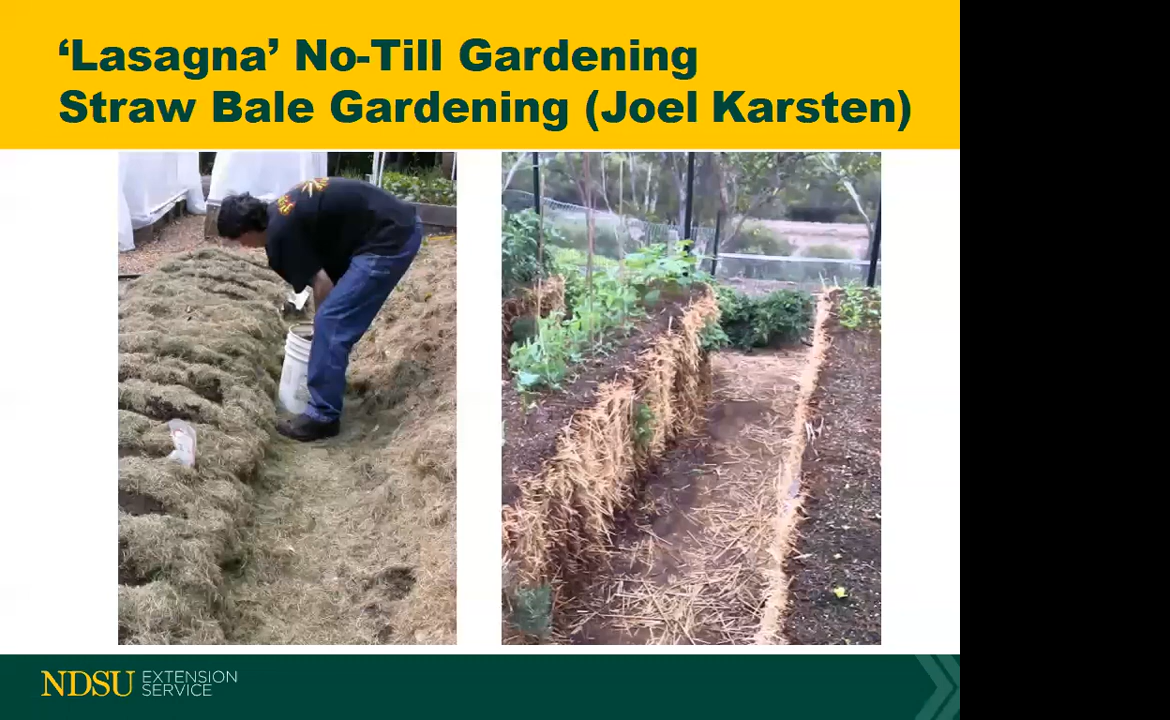 ‘Lasagna’ No-Till Gardening
Straw Bale Gardening (Joel Karsten)
NDSU EXTENSION
SERVICE